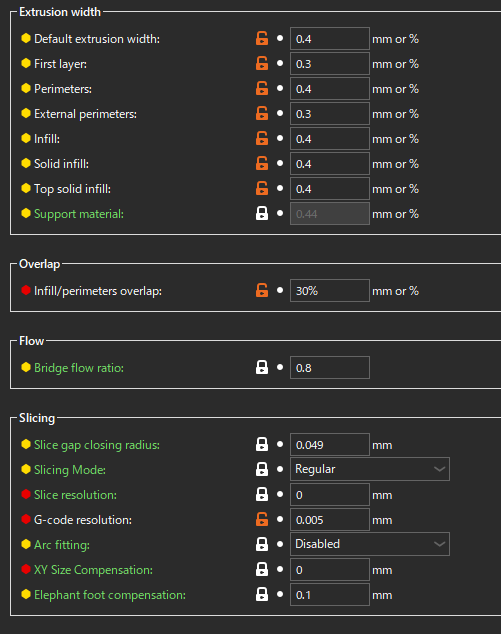 Extrusion width
Default extrusion width: 0.4 mm or %
First layer: 0.3 mm or %
Perimeters: 0.4 mm or %
External perimeters: 0.3 mm or %
Infill: 0.4 mm or %
Solid infill: 0.4 mm or %
Top solid infill: 0.4 mm or %
Support material: 0.44 mm or %
Overlap
Infill/perimeters overlap: 30% mm or %
Flow
Bridge flow ratio: 0.8
Slicing
Slice gap closing radius: 0.049 mm
Slicing Mode: Regular
Slice resolution: 0 mm
G-code resolution: 0.005 mm
Arc fitting: Disabled
XY Size Compensation: 0 mm
Elephant foot compensation: 0.1 mm